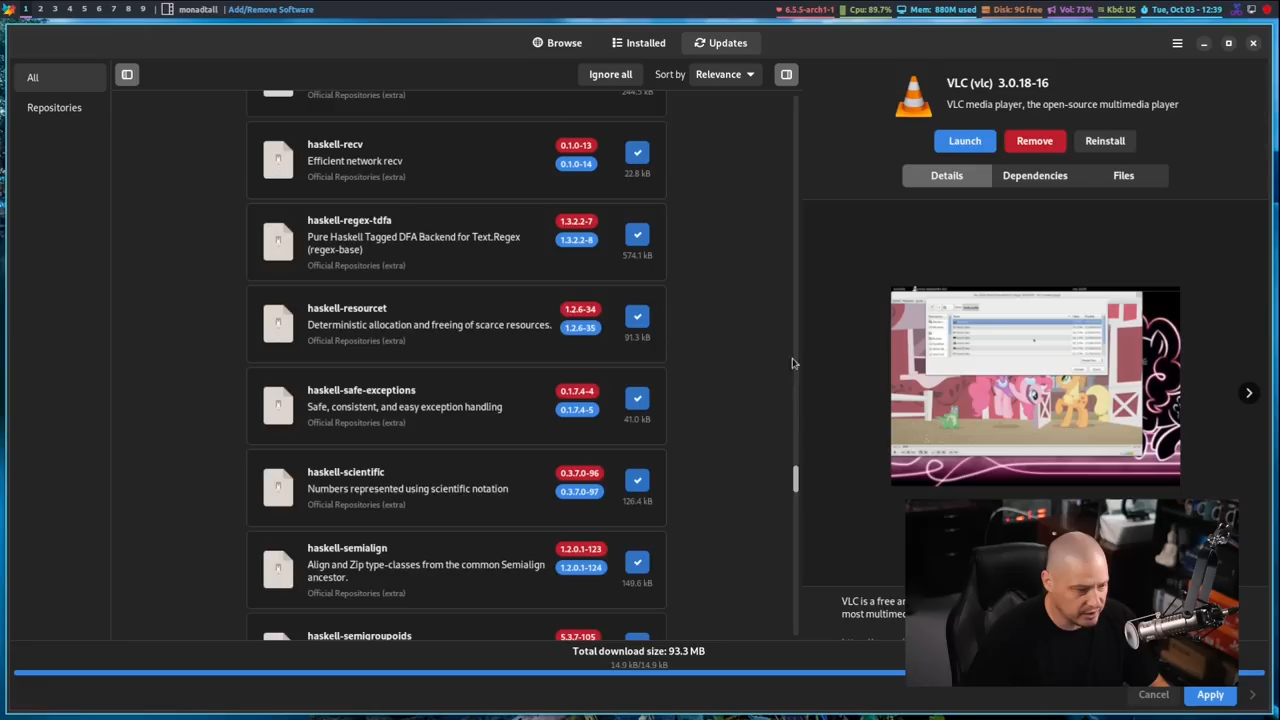 1 2 3 4 5 6 7 8 9 monadtall Add/Remove Software 6.5.5-arch1-1 Cpu: 89.7% Mem: 880M used Disk: 9G free Vol: 73% Kbd: US Tue, Oct 03 - 12:39
Browse Installed Updates
All
Repositories
Ignore all Sort by Relevance
244.5 kB
haskell-recv
Efficient network recv
Official Repositories (extra)
0.1.0-13
0.1.0-14
22.8 kB
haskell-regex-tdfa
Pure Haskell Tagged DFA Backend for Text.Regex
(regex-base)
Official Repositories (extra)
1.3.2.2-7
1.3.2.2-8
574.1 kB
haskell-resourcet
Deterministic allocation and freeing of scarce resources.
Official Repositories (extra)
1.2.6-34
1.2.6-35
91.3 kB
haskell-safe-exceptions
Safe, consistent, and easy exception handling
Official Repositories (extra)
0.1.7.4-4
0.1.7.4-5
41.0 kB
haskell-scientific
Numbers represented using scientific notation
Official Repositories (extra)
0.3.7.0-96
0.3.7.0-97
126.4 kB
haskell-semialign
Align and Zip type-classes from the common Semialign
ancestor.
Official Repositories (extra)
1.2.0.1-123
1.2.0.1-124
149.6 kB
haskell-semigroupoids
5.3.7-105
VLC (vlc) 3.0.18-16
VLC media player, the open-source multimedia player
Launch Remove Reinstall
Details Dependencies Files
VLC is a free an
most multimed
Total download size: 93.3 MB
14.9 kB/14.9 kB
Cancel Apply